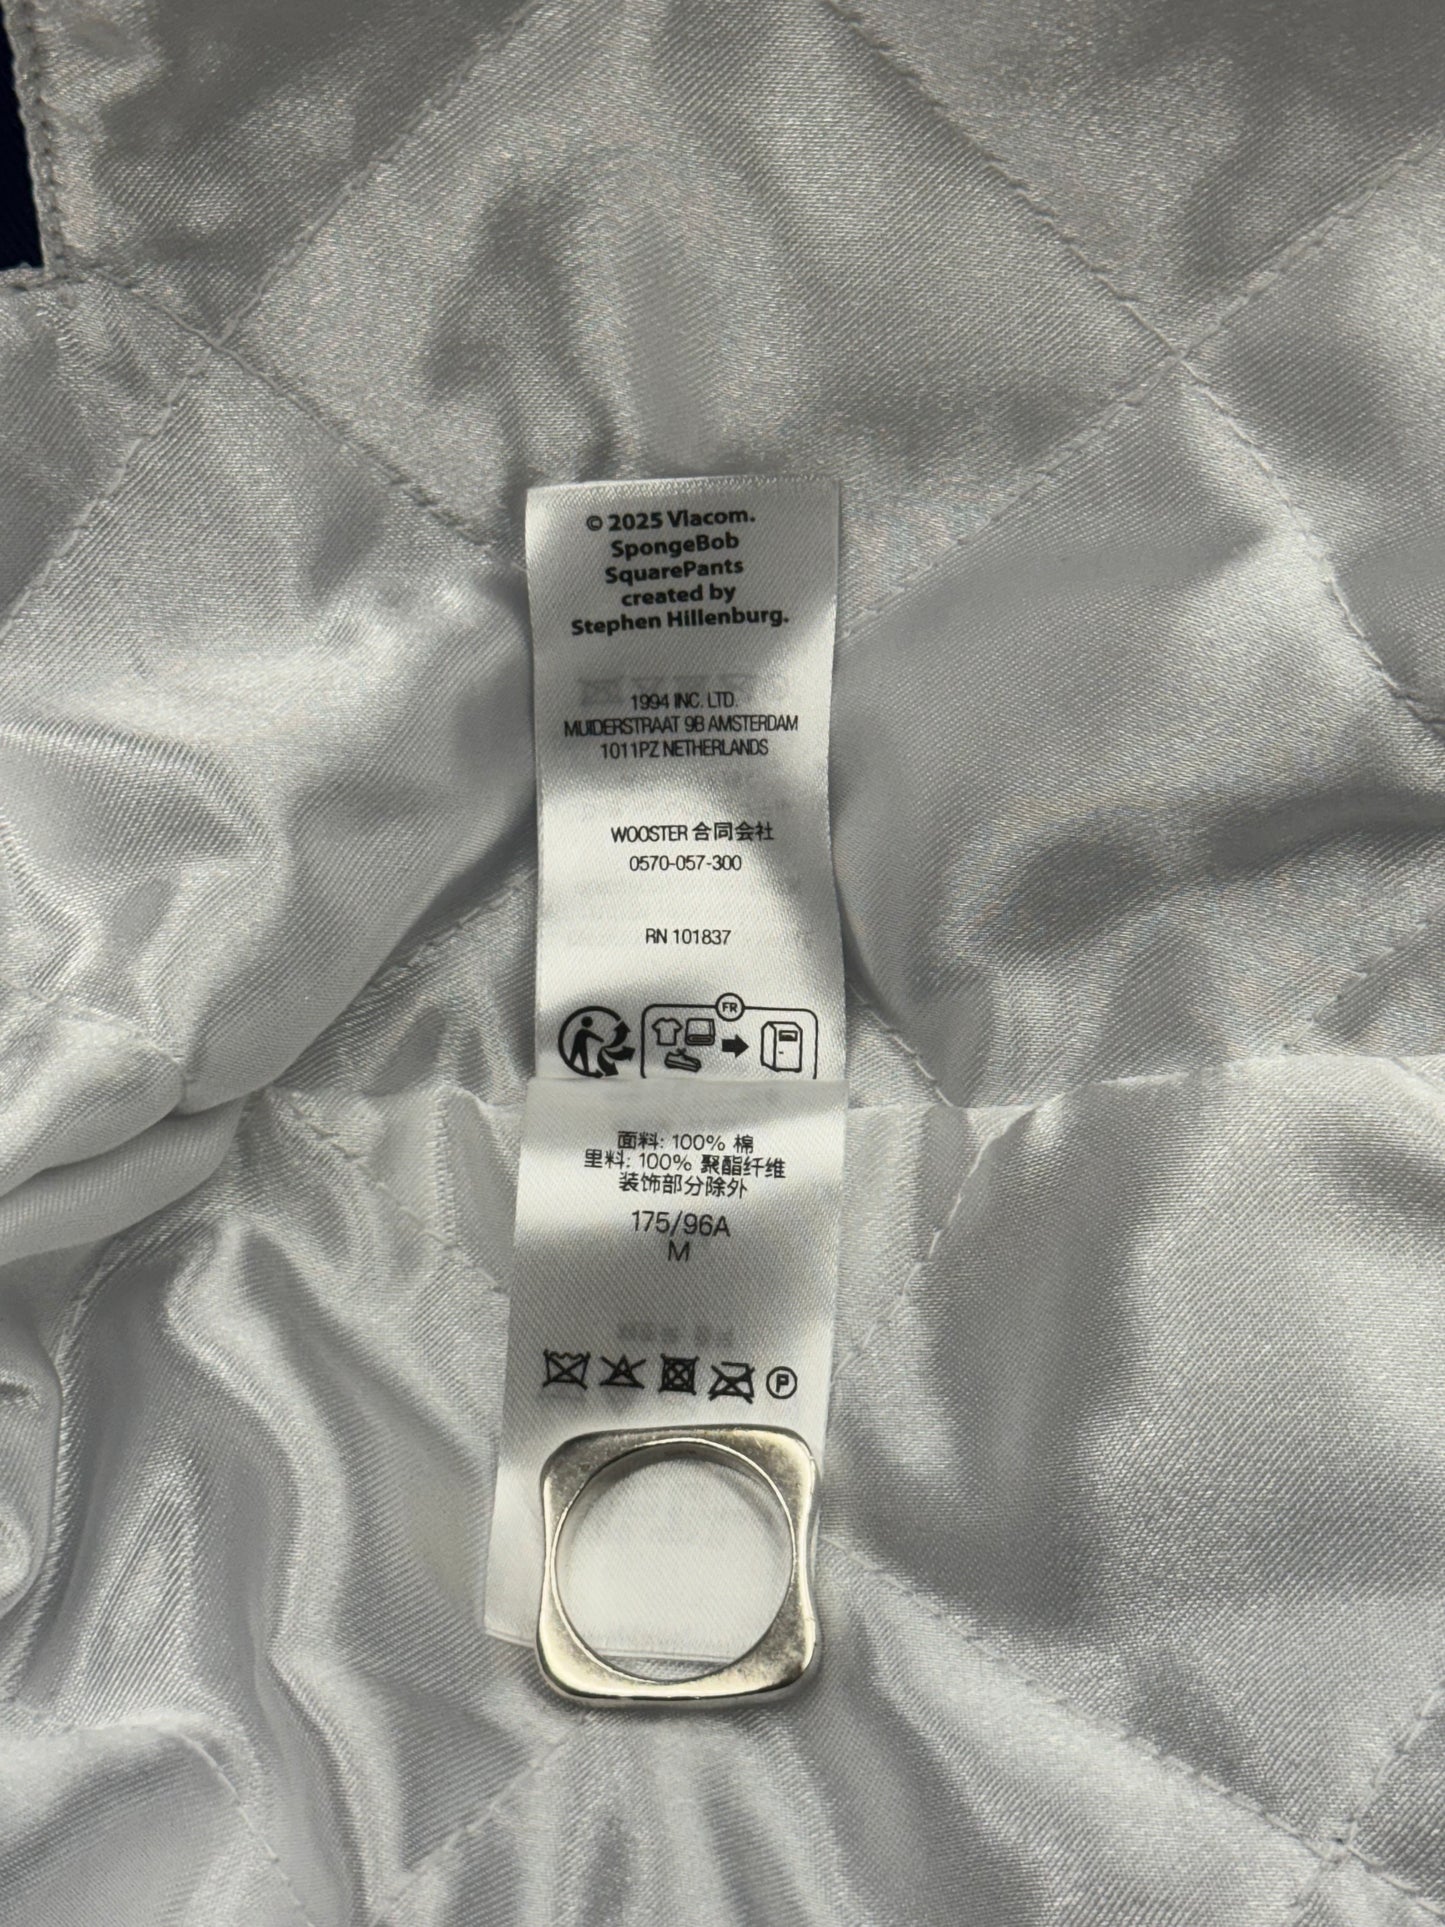 © 2025 Viacom.
SpongeBob
SquarePants
created by
Stephen Hillenburg.
1994 INC. LTD.
MUIDERSTRAAT 9B AMSTERDAM
1011PZ NETHERLANDS
WOOSTER 合同会社
0570-057-300
RN 101837
FR
面料: 100% 棉
里料: 100% 聚酯纤维
装饰部分除外
175/96A
M
P